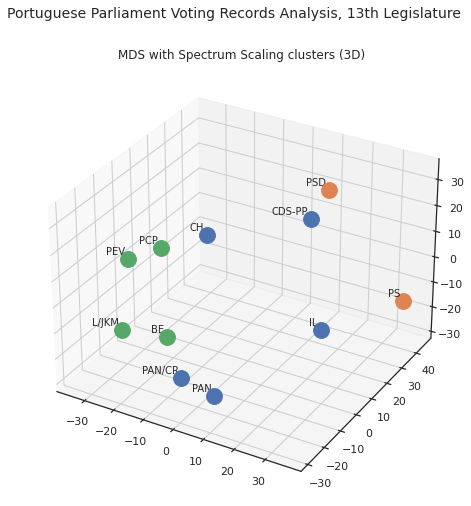 Portuguese Parliament Voting Records Analysis, 13th Legislature
MDS with Spectrum Scaling clusters (3D)
PSD
CDS-PP
CH
PCP
PEV
PS
L/JKM
BE
IL
PAN/CR
PAN
30
20
10
0
−10
−20
−30
40
30
20
10
0
−10
−20
−30
−30
−20
−10
0
10
20
30